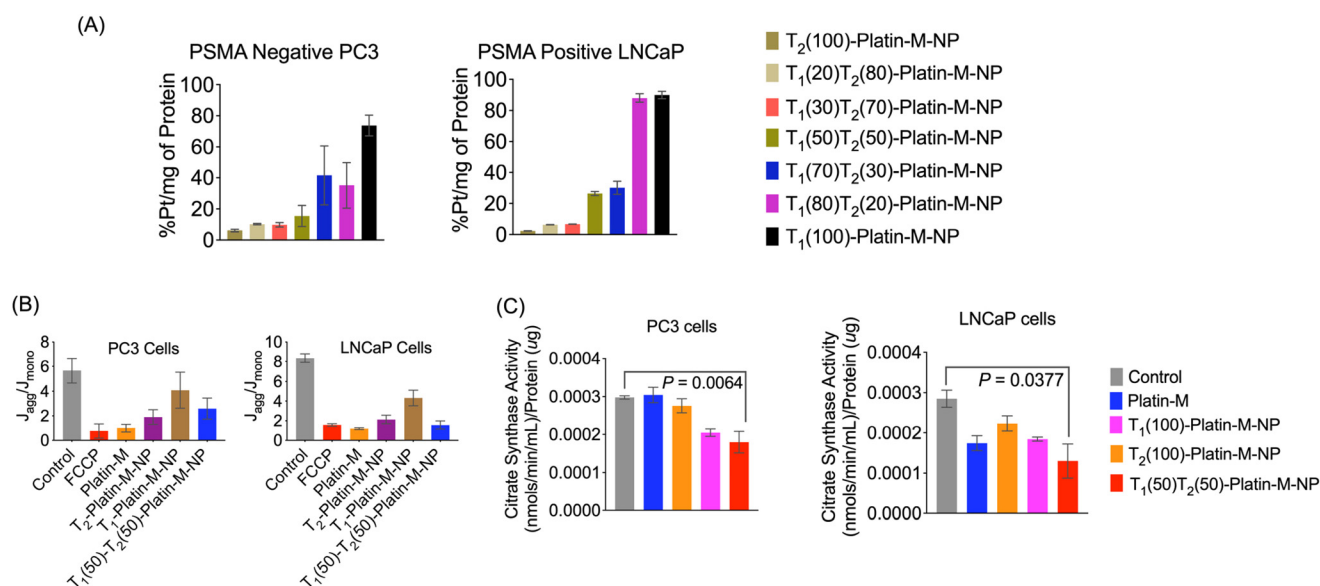 (A)
PSMA Negative PC3
%Pt/mg of Protein
100
80
60
40
20
0
PSMA Positive LNCaP
%Pt/mg of Protein
100
80
60
40
20
0
T2(100)-Platin-M-NP
T1(20)T2(80)-Platin-M-NP
T1(30)T2(70)-Platin-M-NP
T1(50)T2(50)-Platin-M-NP
T1(70)T2(30)-Platin-M-NP
T1(80)T2(20)-Platin-M-NP
T1(100)-Platin-M-NP
(B)
PC3 Cells
Jagg/Jmono
8
6
4
2
0
Control
FCCP
Platin-M
T2-Platin-M-NP
T1-Platin-M-NP
T1(50)-T2(50)-Platin-M-NP
LNCaP Cells
Jagg/Jmono
10
8
6
4
2
0
Control
FCCP
Platin-M
T2-Platin-M-NP
T1-Platin-M-NP
T1(50)-T2(50)-Platin-M-NP
(C)
PC3 cells
Citrate Synthase Activity
(nmols/min/mL)/Protein (ug)
0.0004
0.0003
0.0002
0.0001
0.0000
P = 0.0064
LNCaP cells
Citrate Synthase Activity
(nmols/min/mL)/Protein (ug)
0.0004
0.0003
0.0002
0.0001
0.0000
P = 0.0377
Control
Platin-M
T1(100)-Platin-M-NP
T2(100)-Platin-M-NP
T1(50)T2(50)-Platin-M-NP